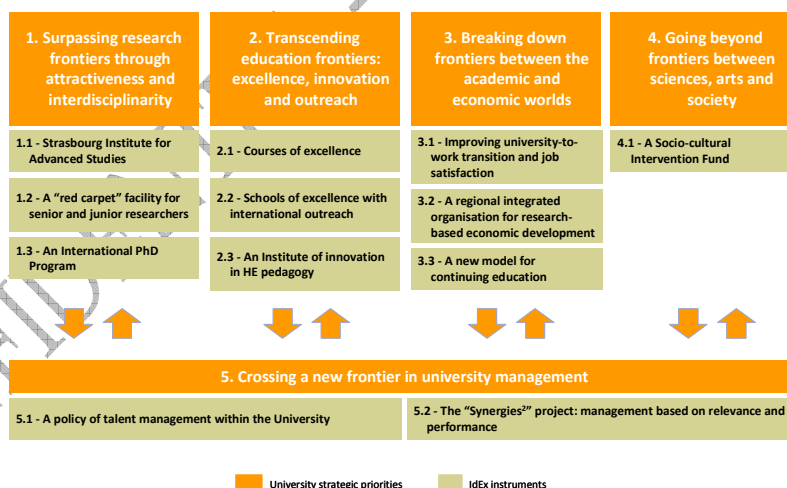 1. Surpassing research
frontiers through
attractiveness and
interdisciplinarity
2. Transcending
education frontiers:
excellence, innovation
and outreach
3. Breaking down
frontiers between the
academic and
economic worlds
4. Going beyond
frontiers between
sciences, arts and
society
1.1 - Strasbourg Institute for
Advanced Studies
1.2 - A “red carpet” facility for
senior and junior researchers
1.3 - An International PhD
Program
2.1 - Courses of excellence
2.2 - Schools of excellence with
international outreach
2.3 - An Institute of innovation
in HE pedagogy
3.1 - Improving university-to-
work transition and job
satisfaction
3.2 - A regional integrated
organisation for research-
based economic development
3.3 - A new model for
continuing education
4.1 - A Socio-cultural
Intervention Fund
5. Crossing a new frontier in university management
5.1 - A policy of talent management within the University
5.2 - The “Synergies²” project: management based on relevance and
performance
University strategic priorities
IdEx instruments